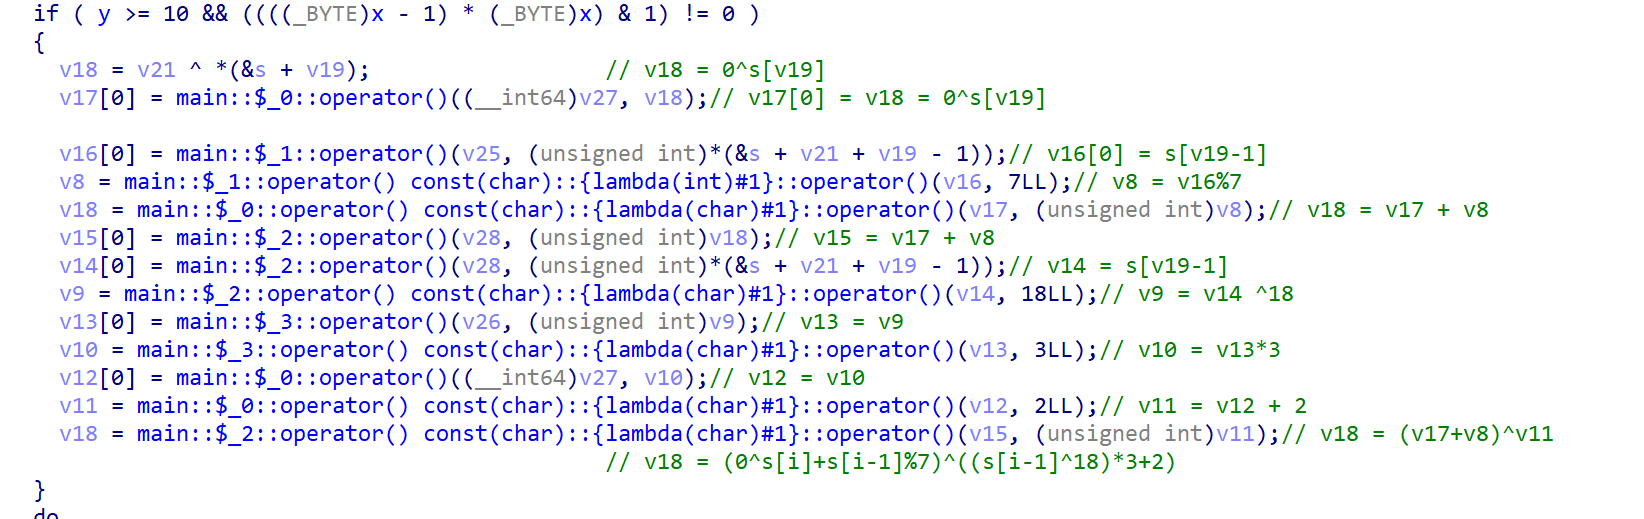 if ( y >= 10 && ((((_BYTE)x - 1) * (_BYTE)x) & 1) != 0 )
{
v18 = v21 ^ *(&s + v19); // v18 = 0^s[v19]
v17[0] = main::$_0::operator()((__int64)v27, v18);// v17[0] = v18 = 0^s[v19]
v16[0] = main::$_1::operator()(v25, (unsigned int)*(&s + v21 + v19 - 1));// v16[0] = s[v19-1]
v8 = main::$_1::operator() const(char)::{lambda(int)#1}::operator()(v16, 7LL);// v8 = v16%7
v18 = main::$_0::operator() const(char)::{lambda(char)#1}::operator()(v17, (unsigned int)v8);// v18 = v17 + v8
v15[0] = main::$_2::operator()(v28, (unsigned int)v18);// v15 = v17 + v8
v14[0] = main::$_2::operator()(v28, (unsigned int)*(&s + v21 + v19 - 1));// v14 = s[v19-1]
v9 = main::$_2::operator() const(char)::{lambda(char)#1}::operator()(v14, 18LL);// v9 = v14 ^18
v13[0] = main::$_3::operator()(v26, (unsigned int)v9);// v13 = v9
v10 = main::$_3::operator() const(char)::{lambda(char)#1}::operator()(v13, 3LL);// v10 = v13*3
v12[0] = main::$_0::operator()((__int64)v27, v10);// v12 = v10
v11 = main::$_0::operator() const(char)::{lambda(char)#1}::operator()(v12, 2LL);// v11 = v12 + 2
v18 = main::$_2::operator() const(char)::{lambda(char)#1}::operator()(v15, (unsigned int)v11);// v18 = (v17+v8)^v11
// v18 = (0^s[i]+s[i-1]%7)^((s[i-1]^18)*3+2)
}
do